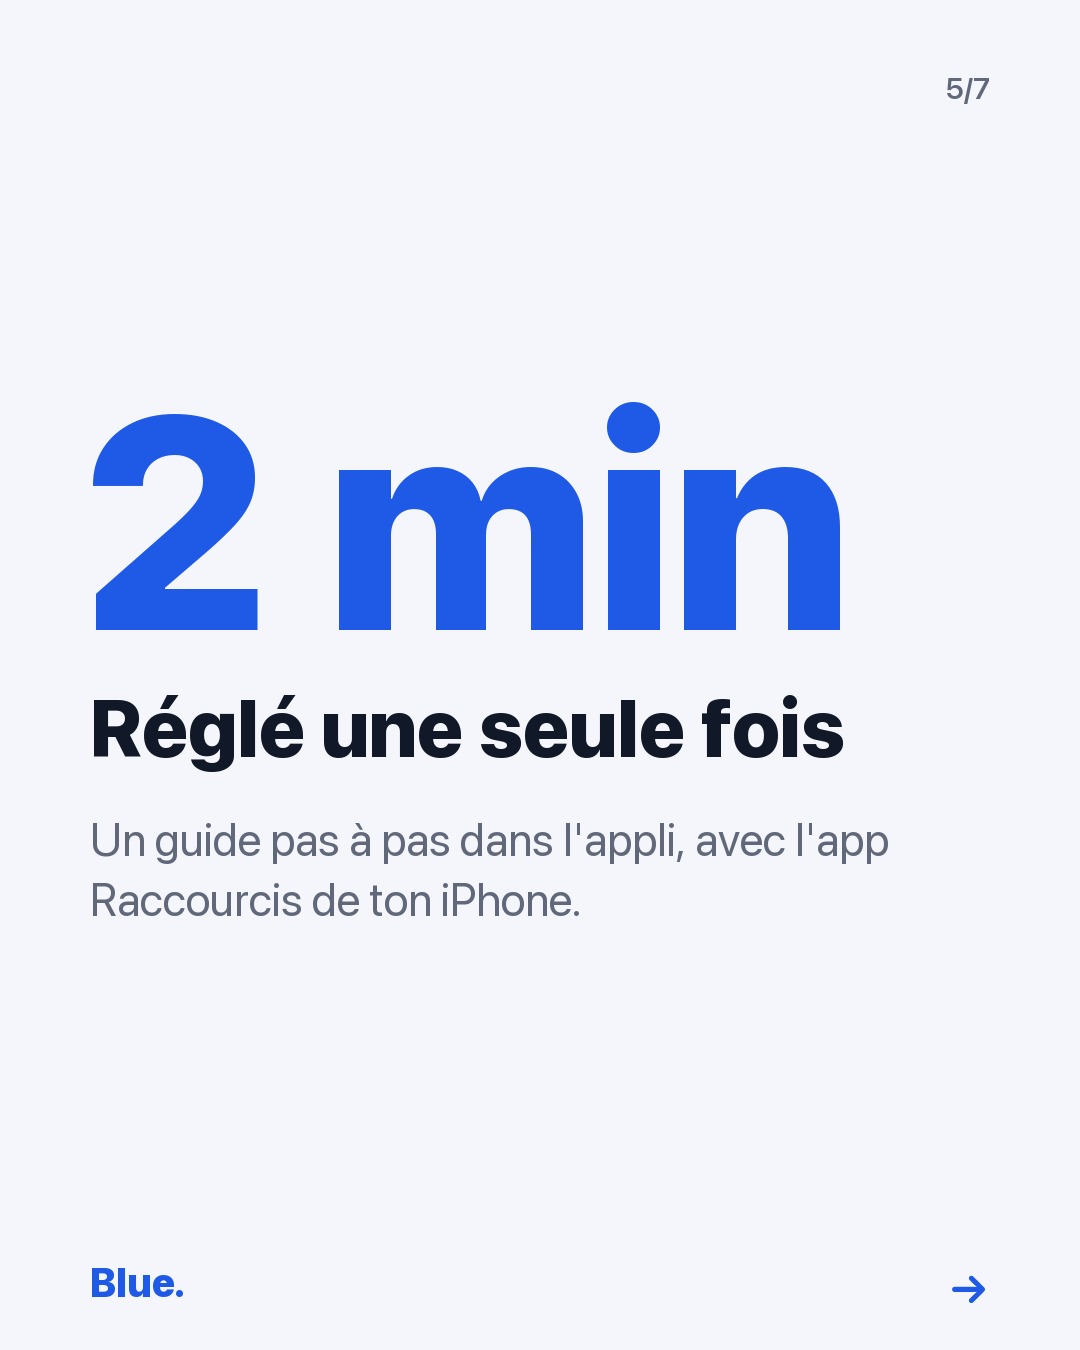 5/7
2 min
Réglé une seule fois
Un guide pas à pas dans l'appli, avec l'app
Raccourcis de ton iPhone.
Blue.